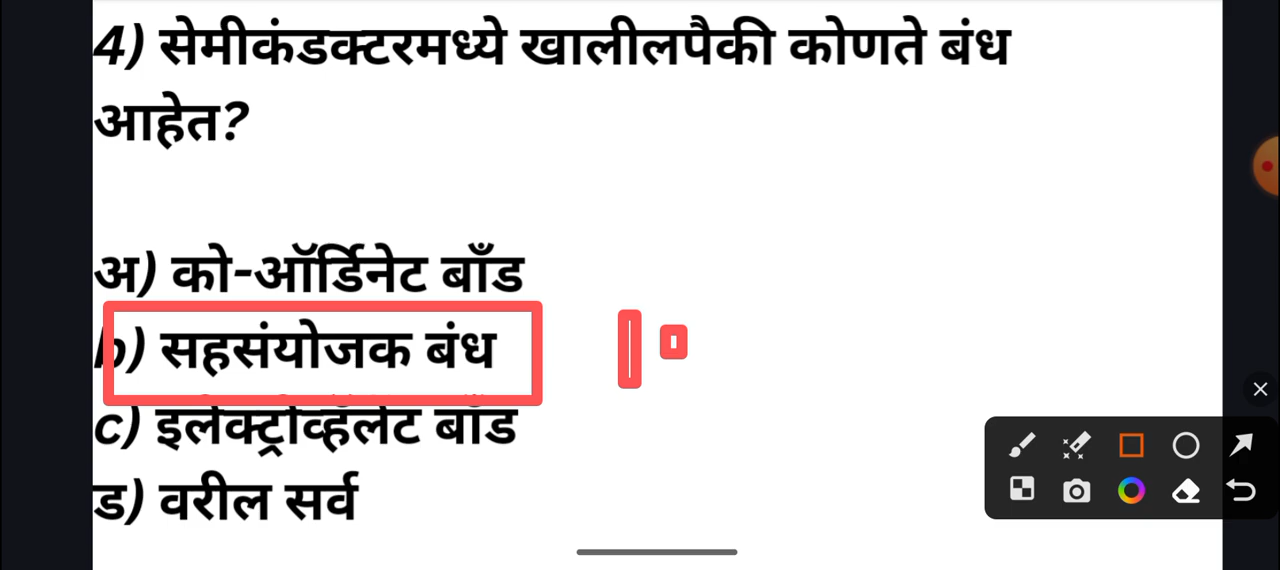 4) सेमीकंडक्टरमध्ये खालीलपैकी कोणते बंध
आहेत?
अ) को-ऑर्डिनेट बाँड
b) सहसंयोजक बंध
c) इलेक्ट्रोव्हॅलेंट बाँड
ड) वरील सर्व